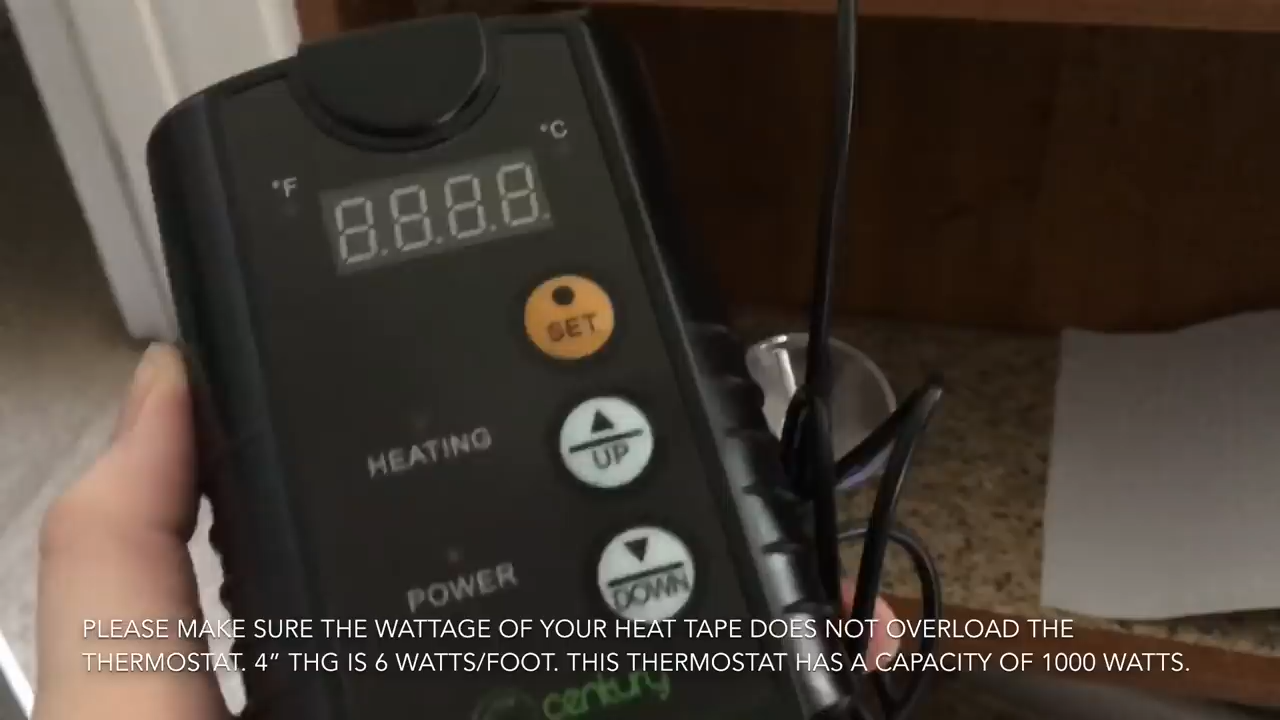 °C
°F
8.8.8.8.
SET
UP
HEATING
DOWN
POWER
PLEASE MAKE SURE THE WATTAGE OF YOUR HEAT TAPE DOES NOT OVERLOAD THE
THERMOSTAT. 4” THG IS 6 WATTS/FOOT. THIS THERMOSTAT HAS A CAPACITY OF 1000 WATTS.
century